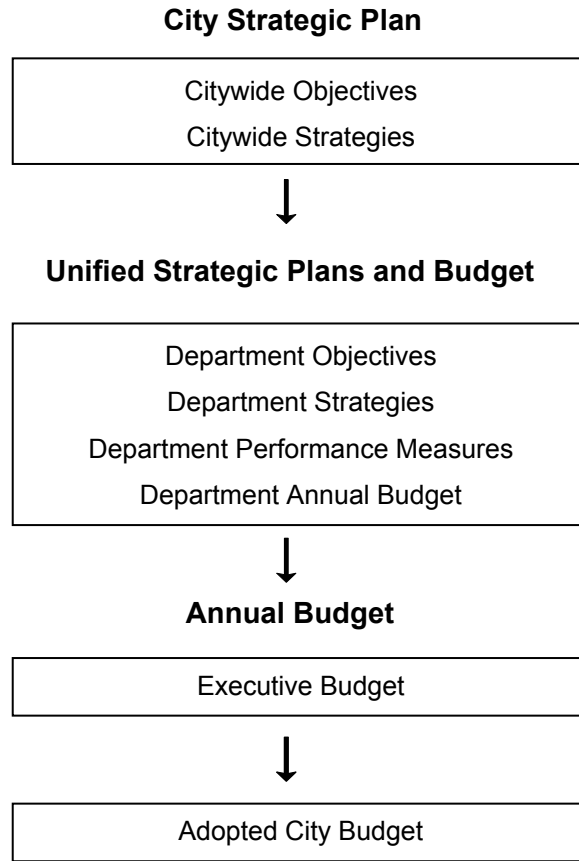 City Strategic Plan
Citywide Objectives
Citywide Strategies
Unified Strategic Plans and Budget
Department Objectives
Department Strategies
Department Performance Measures
Department Annual Budget
Annual Budget
Executive Budget
Adopted City Budget